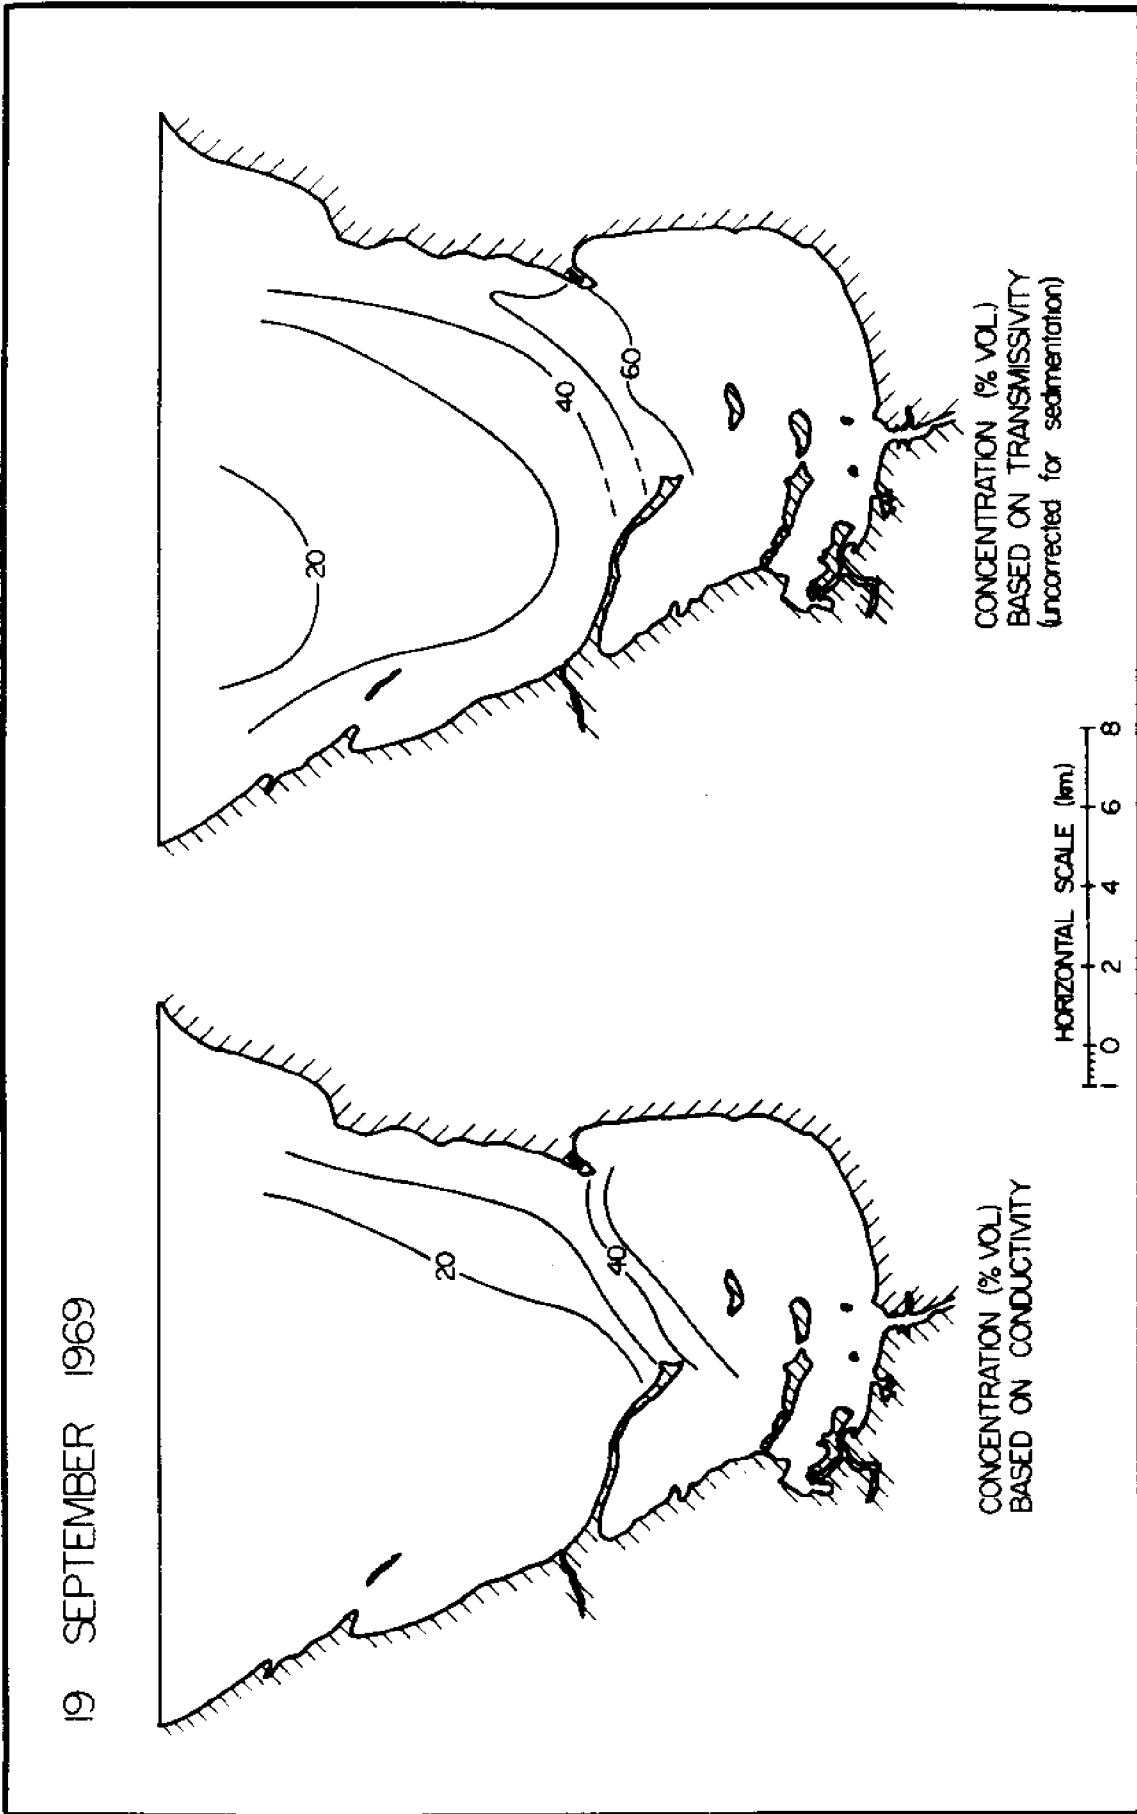 19 SEPTEMBER 1969
20
40
CONCENTRATION (% VOL)
BASED ON CONDUCTIVITY
20
40
60
CONCENTRATION (% VOL)
BASED ON TRANSMISSIVITY
(uncorrected for sedimentation)
HORIZONTAL SCALE (km)
1 0 2 4 6 8